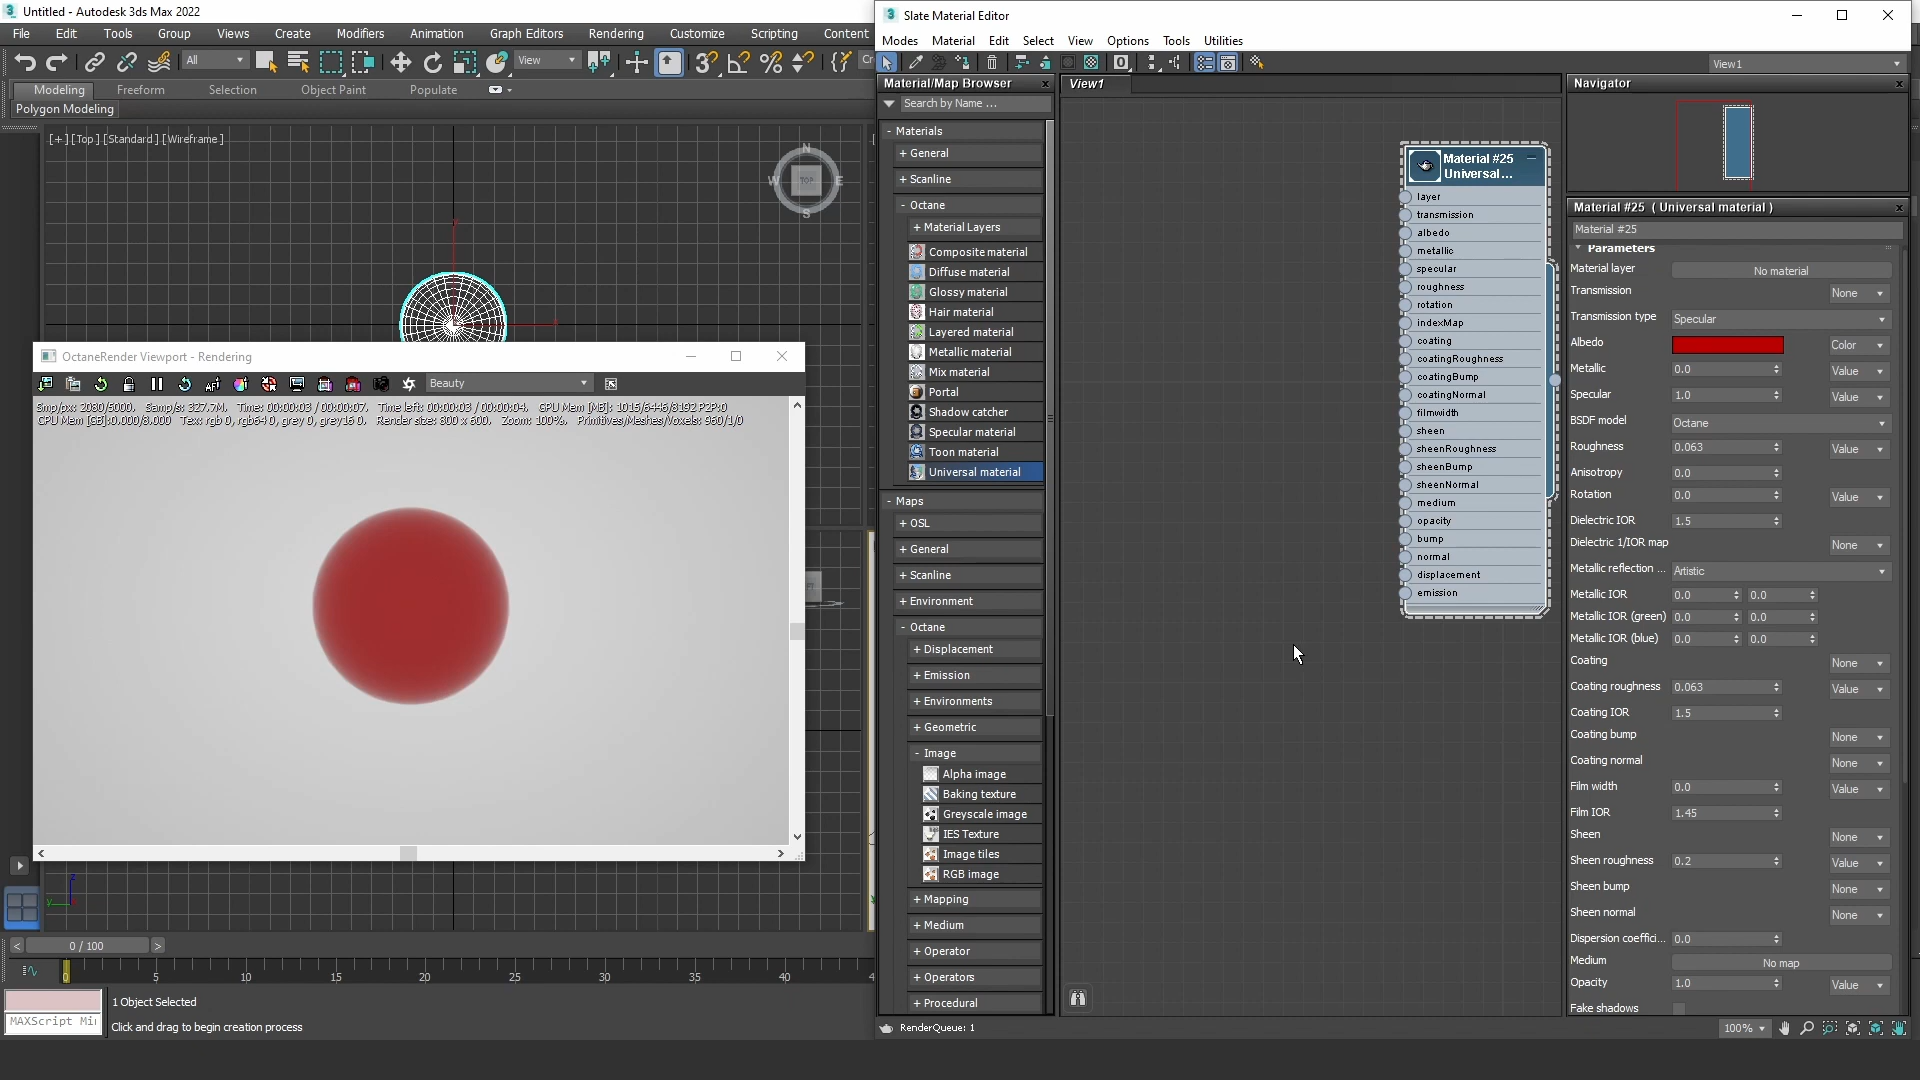 Untitled - Autodesk 3ds Max 2022
File Edit Tools Group Views Create Modifiers Animation Graph Editors Rendering Customize Scripting Content
All
View
Modeling Freeform Selection Object Paint Populate
Polygon Modeling
[+] [Top] [Standard] [Wireframe]
N
W TOP E
S
OctaneRender Viewport - Rendering
Beauty
Smp/px: 2080/5000, Samp/s: 327.7M, Time: 00:00:03 / 00:00:07, Time left: 00:00:03 / 00:00:04, GPU Mem [MB]: 1015/6446/8192 P2P:0
CPU Mem [GB]:0.000/8.000 Tex: rgb 0, rgb64 0, grey 0, grey16 0, Render size: 800 x 600, Zoom: 100%, Primitives/Meshes/Voxels: 960/1/0
z
y
< 0 / 100 >
0 5 10 15 20 25 30 35 40
MAXScript Mi
1 Object Selected
Click and drag to begin creation process
Slate Material Editor
Modes Material Edit Select View Options Tools Utilities
View1
Material/Map Browser
Search by Name ...
- Materials
+ General
+ Scanline
- Octane
+ Material Layers
Composite material
Diffuse material
Glossy material
Hair material
Layered material
Metallic material
Mix material
Portal
Shadow catcher
Specular material
Toon material
Universal material
- Maps
+ OSL
+ General
+ Scanline
+ Environment
- Octane
+ Displacement
+ Emission
+ Environments
+ Geometric
- Image
Alpha image
Baking texture
Greyscale image
IES Texture
Image tiles
RGB image
+ Mapping
+ Medium
+ Operator
+ Operators
+ Procedural
RenderQueue: 1
View1
Material #25
Universal...
layer
transmission
albedo
metallic
specular
roughness
rotation
indexMap
coating
coatingRoughness
coatingBump
coatingNormal
filmwidth
sheen
sheenRoughness
sheenBump
sheenNormal
medium
opacity
bump
normal
displacement
emission
Navigator
Material #25 ( Universal material )
Material #25
Parameters
Material layer No material
Transmission None
Transmission type Specular
Albedo Color
Metallic 0.0 Value
Specular 1.0 Value
BSDF model Octane
Roughness 0.063 Value
Anisotropy 0.0
Rotation 0.0 Value
Dielectric IOR 1.5
Dielectric 1/IOR map None
Metallic reflection ... Artistic
Metallic IOR 0.0 0.0
Metallic IOR (green) 0.0 0.0
Metallic IOR (blue) 0.0 0.0
Coating None
Coating roughness 0.063 Value
Coating IOR 1.5
Coating bump None
Coating normal None
Film width 0.0 Value
Film IOR 1.45
Sheen None
Sheen roughness 0.2 Value
Sheen bump None
Sheen normal None
Dispersion coeffici... 0.0
Medium No map
Opacity 1.0 Value
Fake shadows
100%